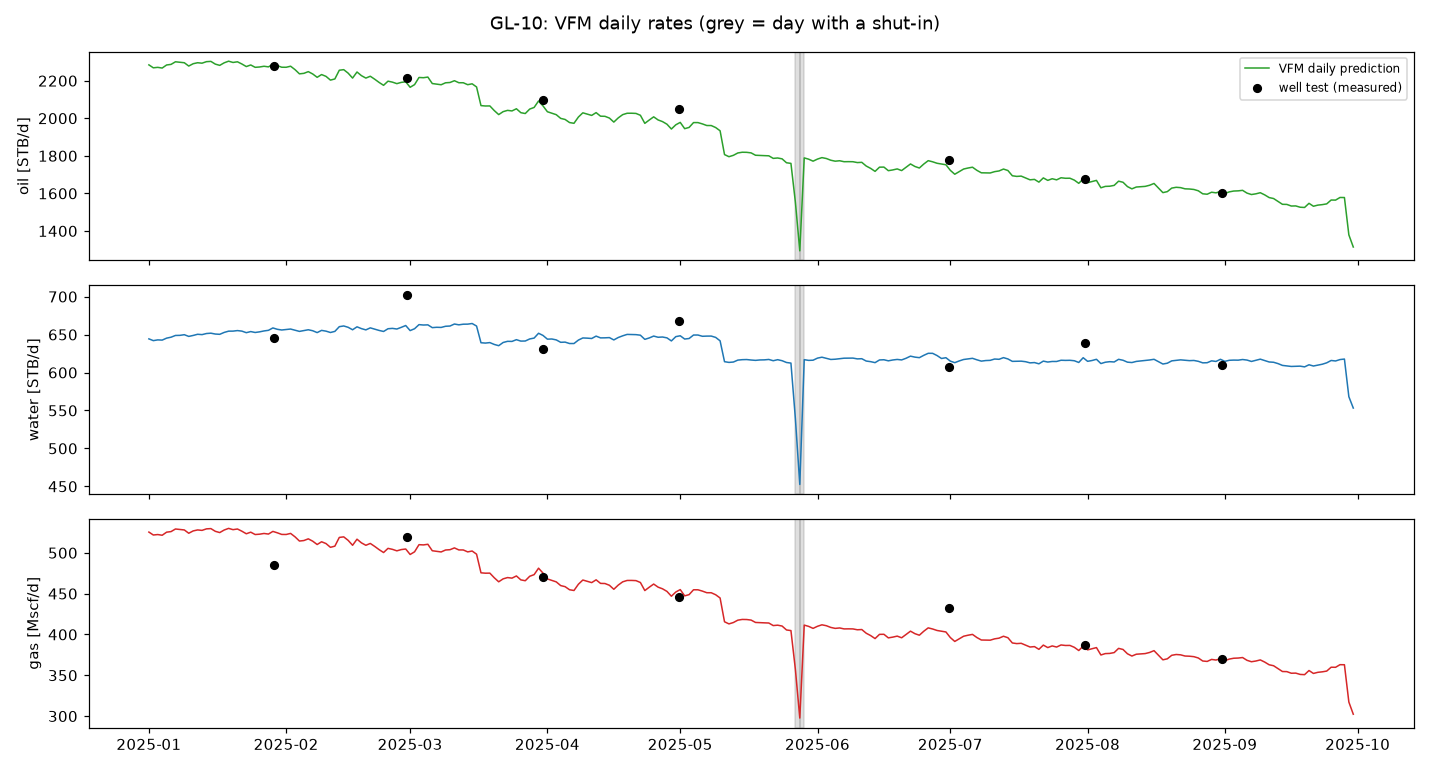 GL-10: VFM daily rates (grey = day with a shut-in)
VFM daily prediction
well test (measured)
oil [STB/d]
2200
2000
1800
1600
1400
water [STB/d]
700
650
600
550
500
450
gas [Mscf/d]
500
450
400
350
300
2025-01 2025-02 2025-03 2025-04 2025-05 2025-06 2025-07 2025-08 2025-09 2025-10